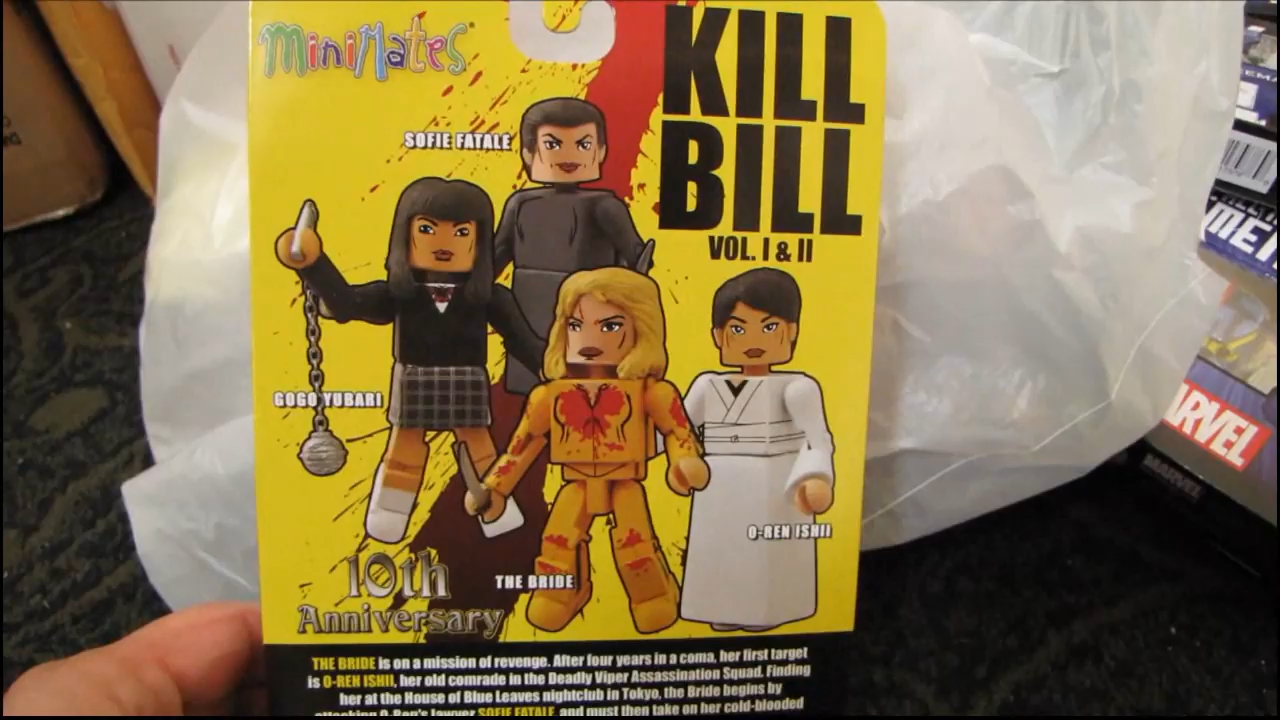 MiniMates
KILL
BILL
VOL. I & II
SOFIE FATALE
GOGO YUBARI
O-REN ISHII
THE BRIDE
10th
Anniversary
THE BRIDE is on a mission of revenge. After four years in a coma, her first target
is O-REN ISHII, her old comrade in the Deadly Viper Assassination Squad. Finding
her at the House of Blue Leaves nightclub in Tokyo, the Bride begins by
attacking O-Ren's lawyer SOFIE FATALE and must then take on her cold-blooded
MARVEL
MARVEL